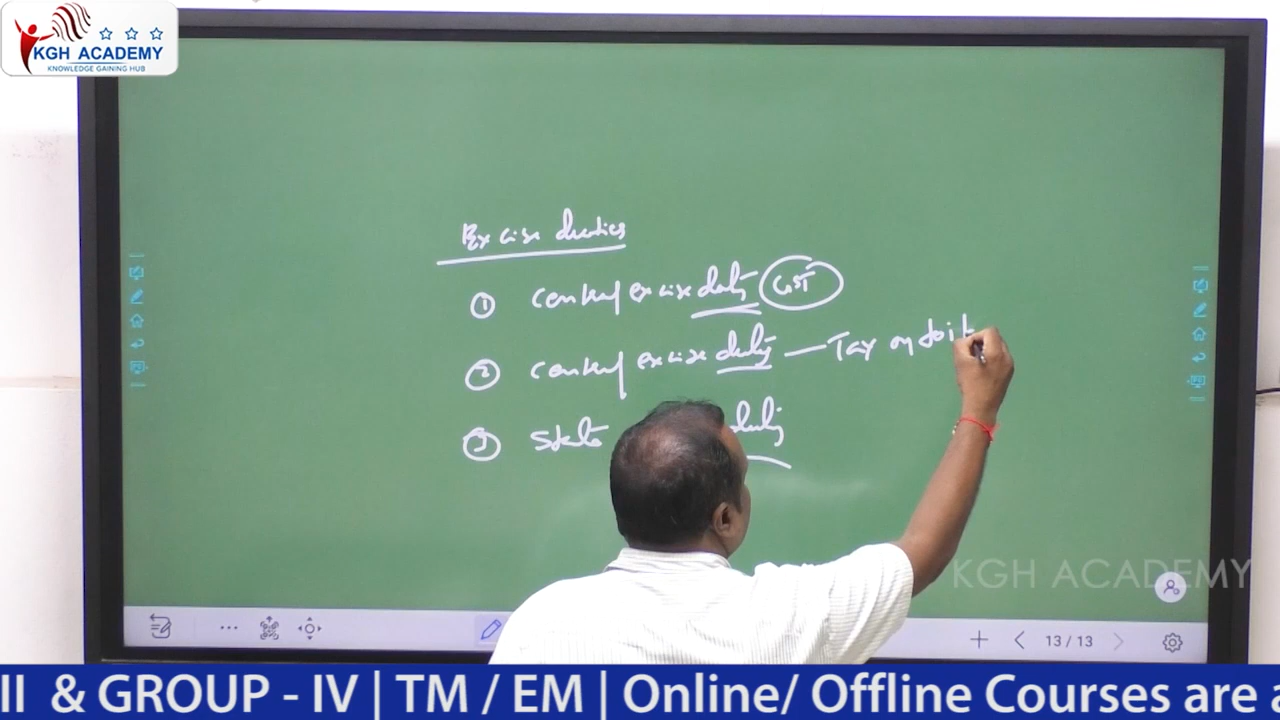 KGH ACADEMY
KNOWLEDGE GAINING HUB
Excise duties
① central excise duty GST
② central excise duty — Tax on
③ State duty
KGH ACADEMY
13 / 13
II & GROUP - IV | TM / EM | Online/ Offline Courses are a